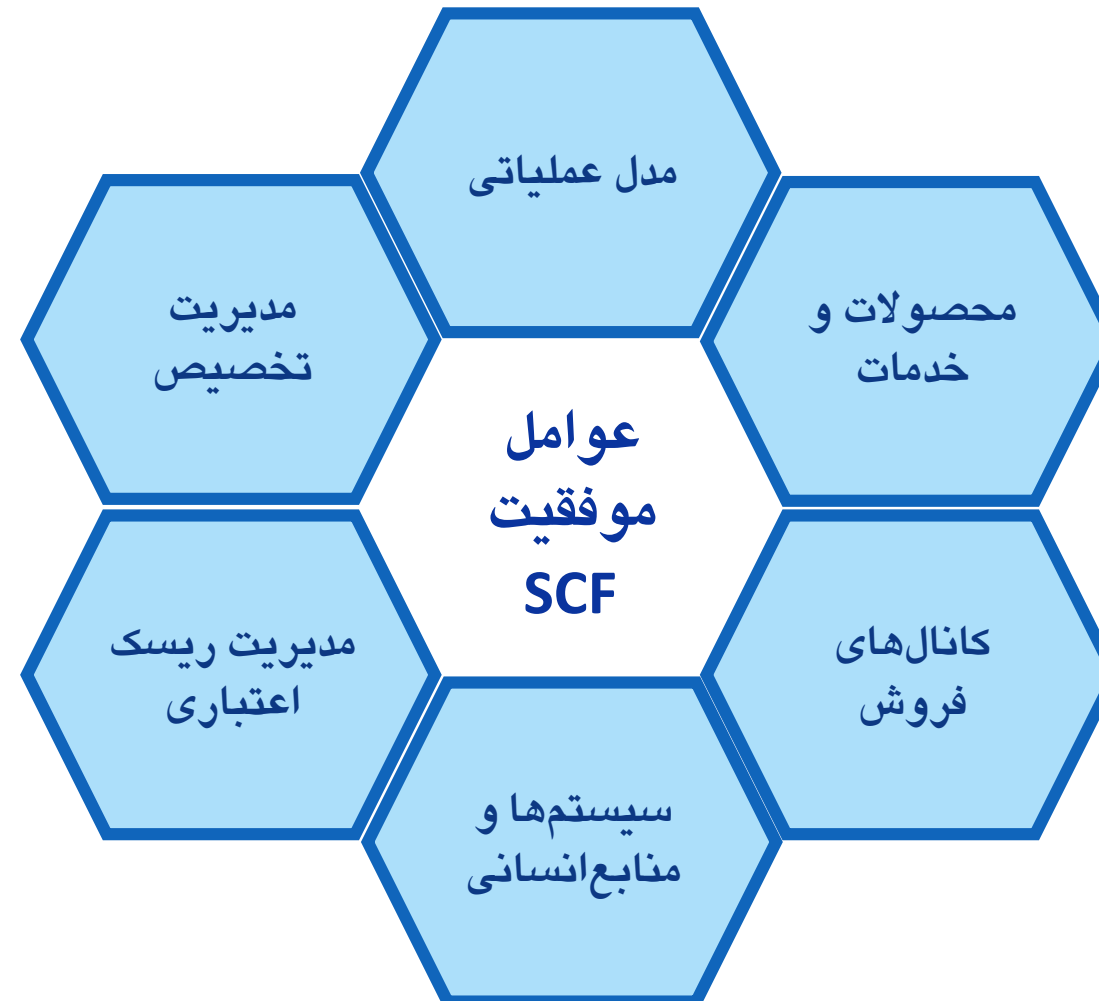 مدل عملیاتی
محصولات و
خدمات
مدیریت
تخصیص
عوامل
موفقیت
SCF
کانال‌های
فروش
مدیریت ریسک
اعتباری
سیستم‌ها و
منابع‌انسانی